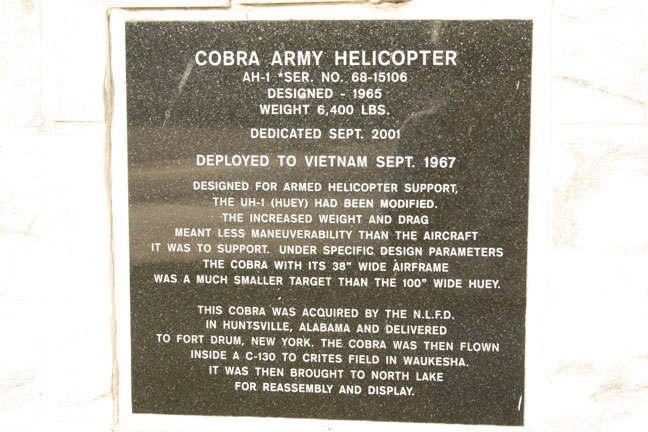 COBRA ARMY HELICOPTER
AH-1 *SER. NO. 68-15106
DESIGNED - 1965
WEIGHT 6,400 LBS.
DEDICATED SEPT. 2001
DEPLOYED TO VIETNAM SEPT. 1967
DESIGNED FOR ARMED HELICOPTER SUPPORT,
THE UH-1 (HUEY) HAD BEEN MODIFIED.
THE INCREASED WEIGHT AND DRAG
MEANT LESS MANEUVERABILITY THAN THE AIRCRAFT
IT WAS TO SUPPORT. UNDER SPECIFIC DESIGN PARAMETERS
THE COBRA WITH ITS 38" WIDE AIRFRAME
WAS A MUCH SMALLER TARGET THAN THE 100" WIDE HUEY.
THIS COBRA WAS ACQUIRED BY THE N.L.F.D.
IN HUNTSVILLE, ALABAMA AND DELIVERED
TO FORT DRUM, NEW YORK. THE COBRA WAS THEN FLOWN
INSIDE A C-130 TO CRITES FIELD IN WAUKESHA.
IT WAS THEN BROUGHT TO NORTH LAKE
FOR REASSEMBLY AND DISPLAY.